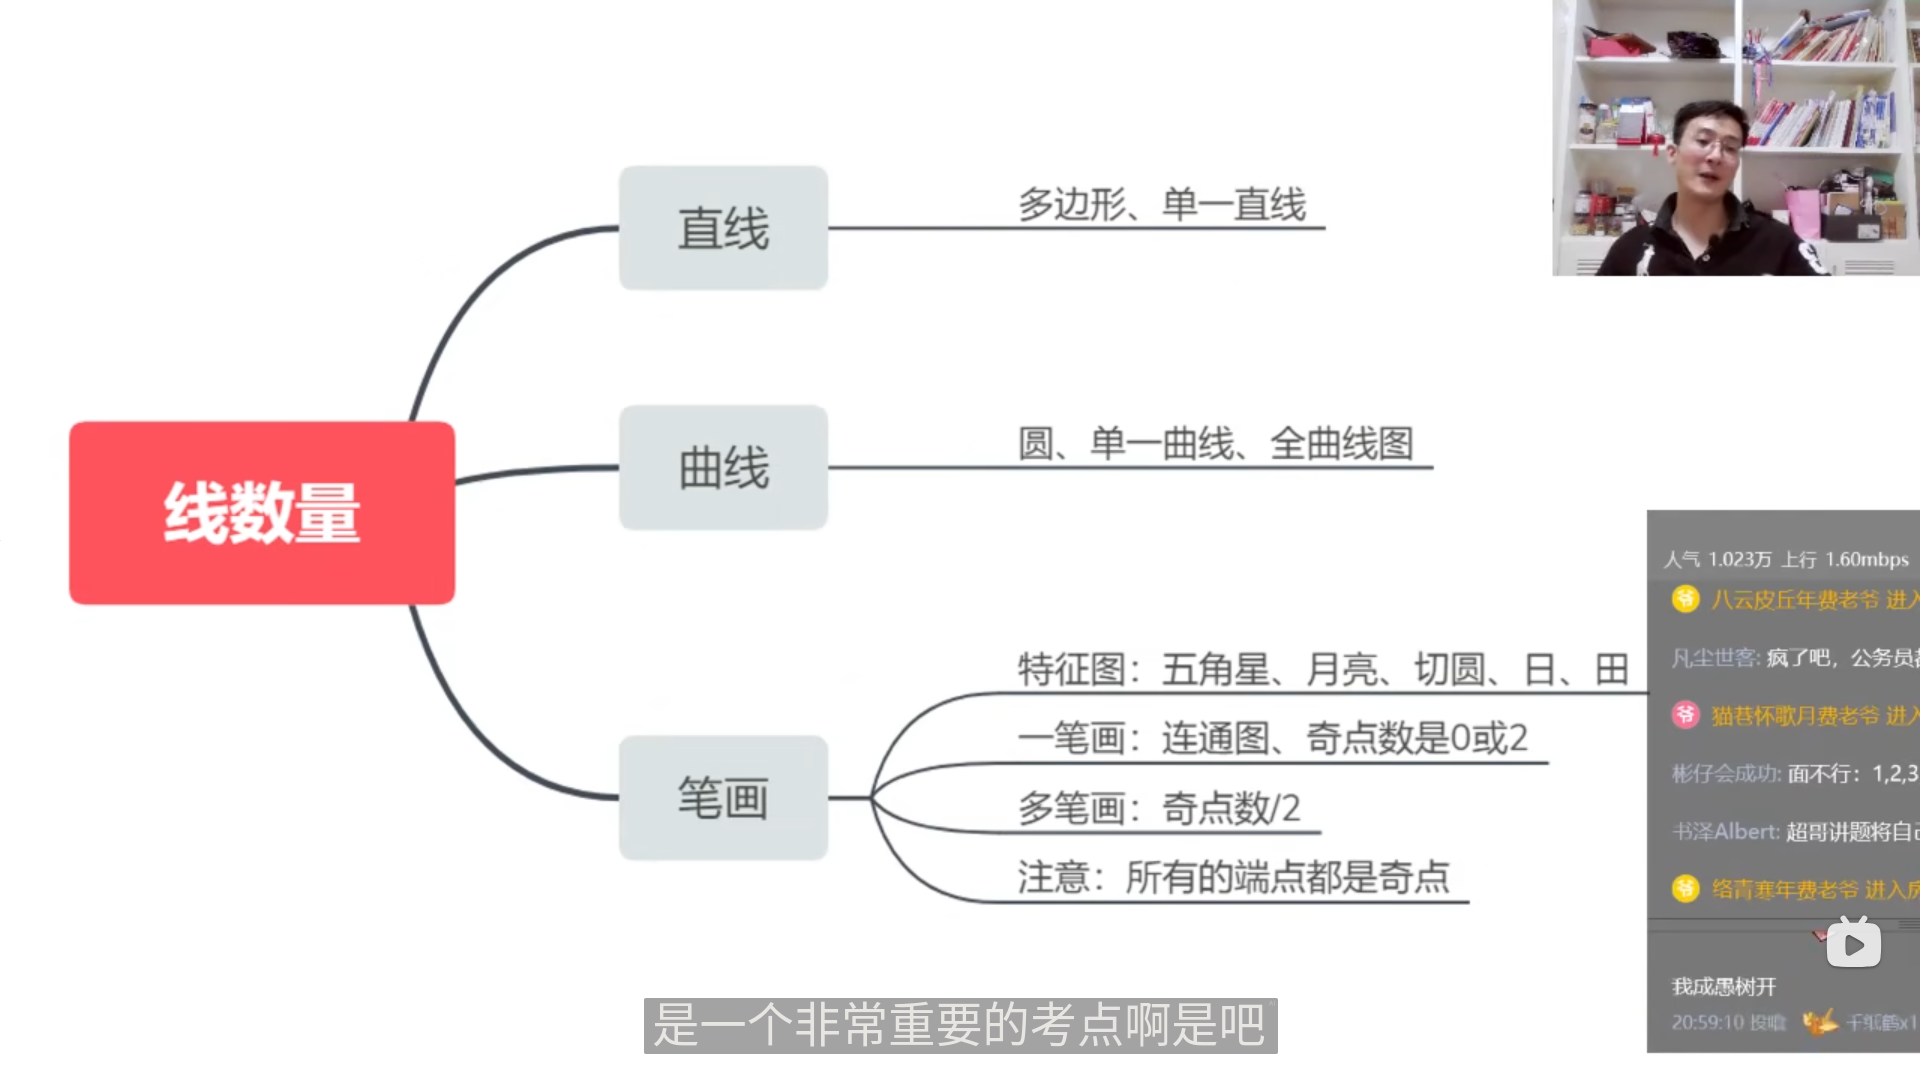 线数量
直线
多边形、单一直线
曲线
圆、单一曲线、全曲线图
笔画
特征图：五角星、月亮、切圆、日、田
一笔画：连通图、奇点数是0或2
多笔画：奇点数/2
注意：所有的端点都是奇点
人气 1.023万 上行 1.60mbps
爷 八云皮丘年费老爷 进入
凡尘世客: 疯了吧，公务员
爷 猫巷怀歌月费老爷 进入
彬仔会成功: 面不行：1,2,3
书泽Albert: 超哥讲题将自
爷 络青寒年费老爷 进入房
我成愚树开
20:59:10 投喂 千纸鹤x1
是一个非常重要的考点啊是吧